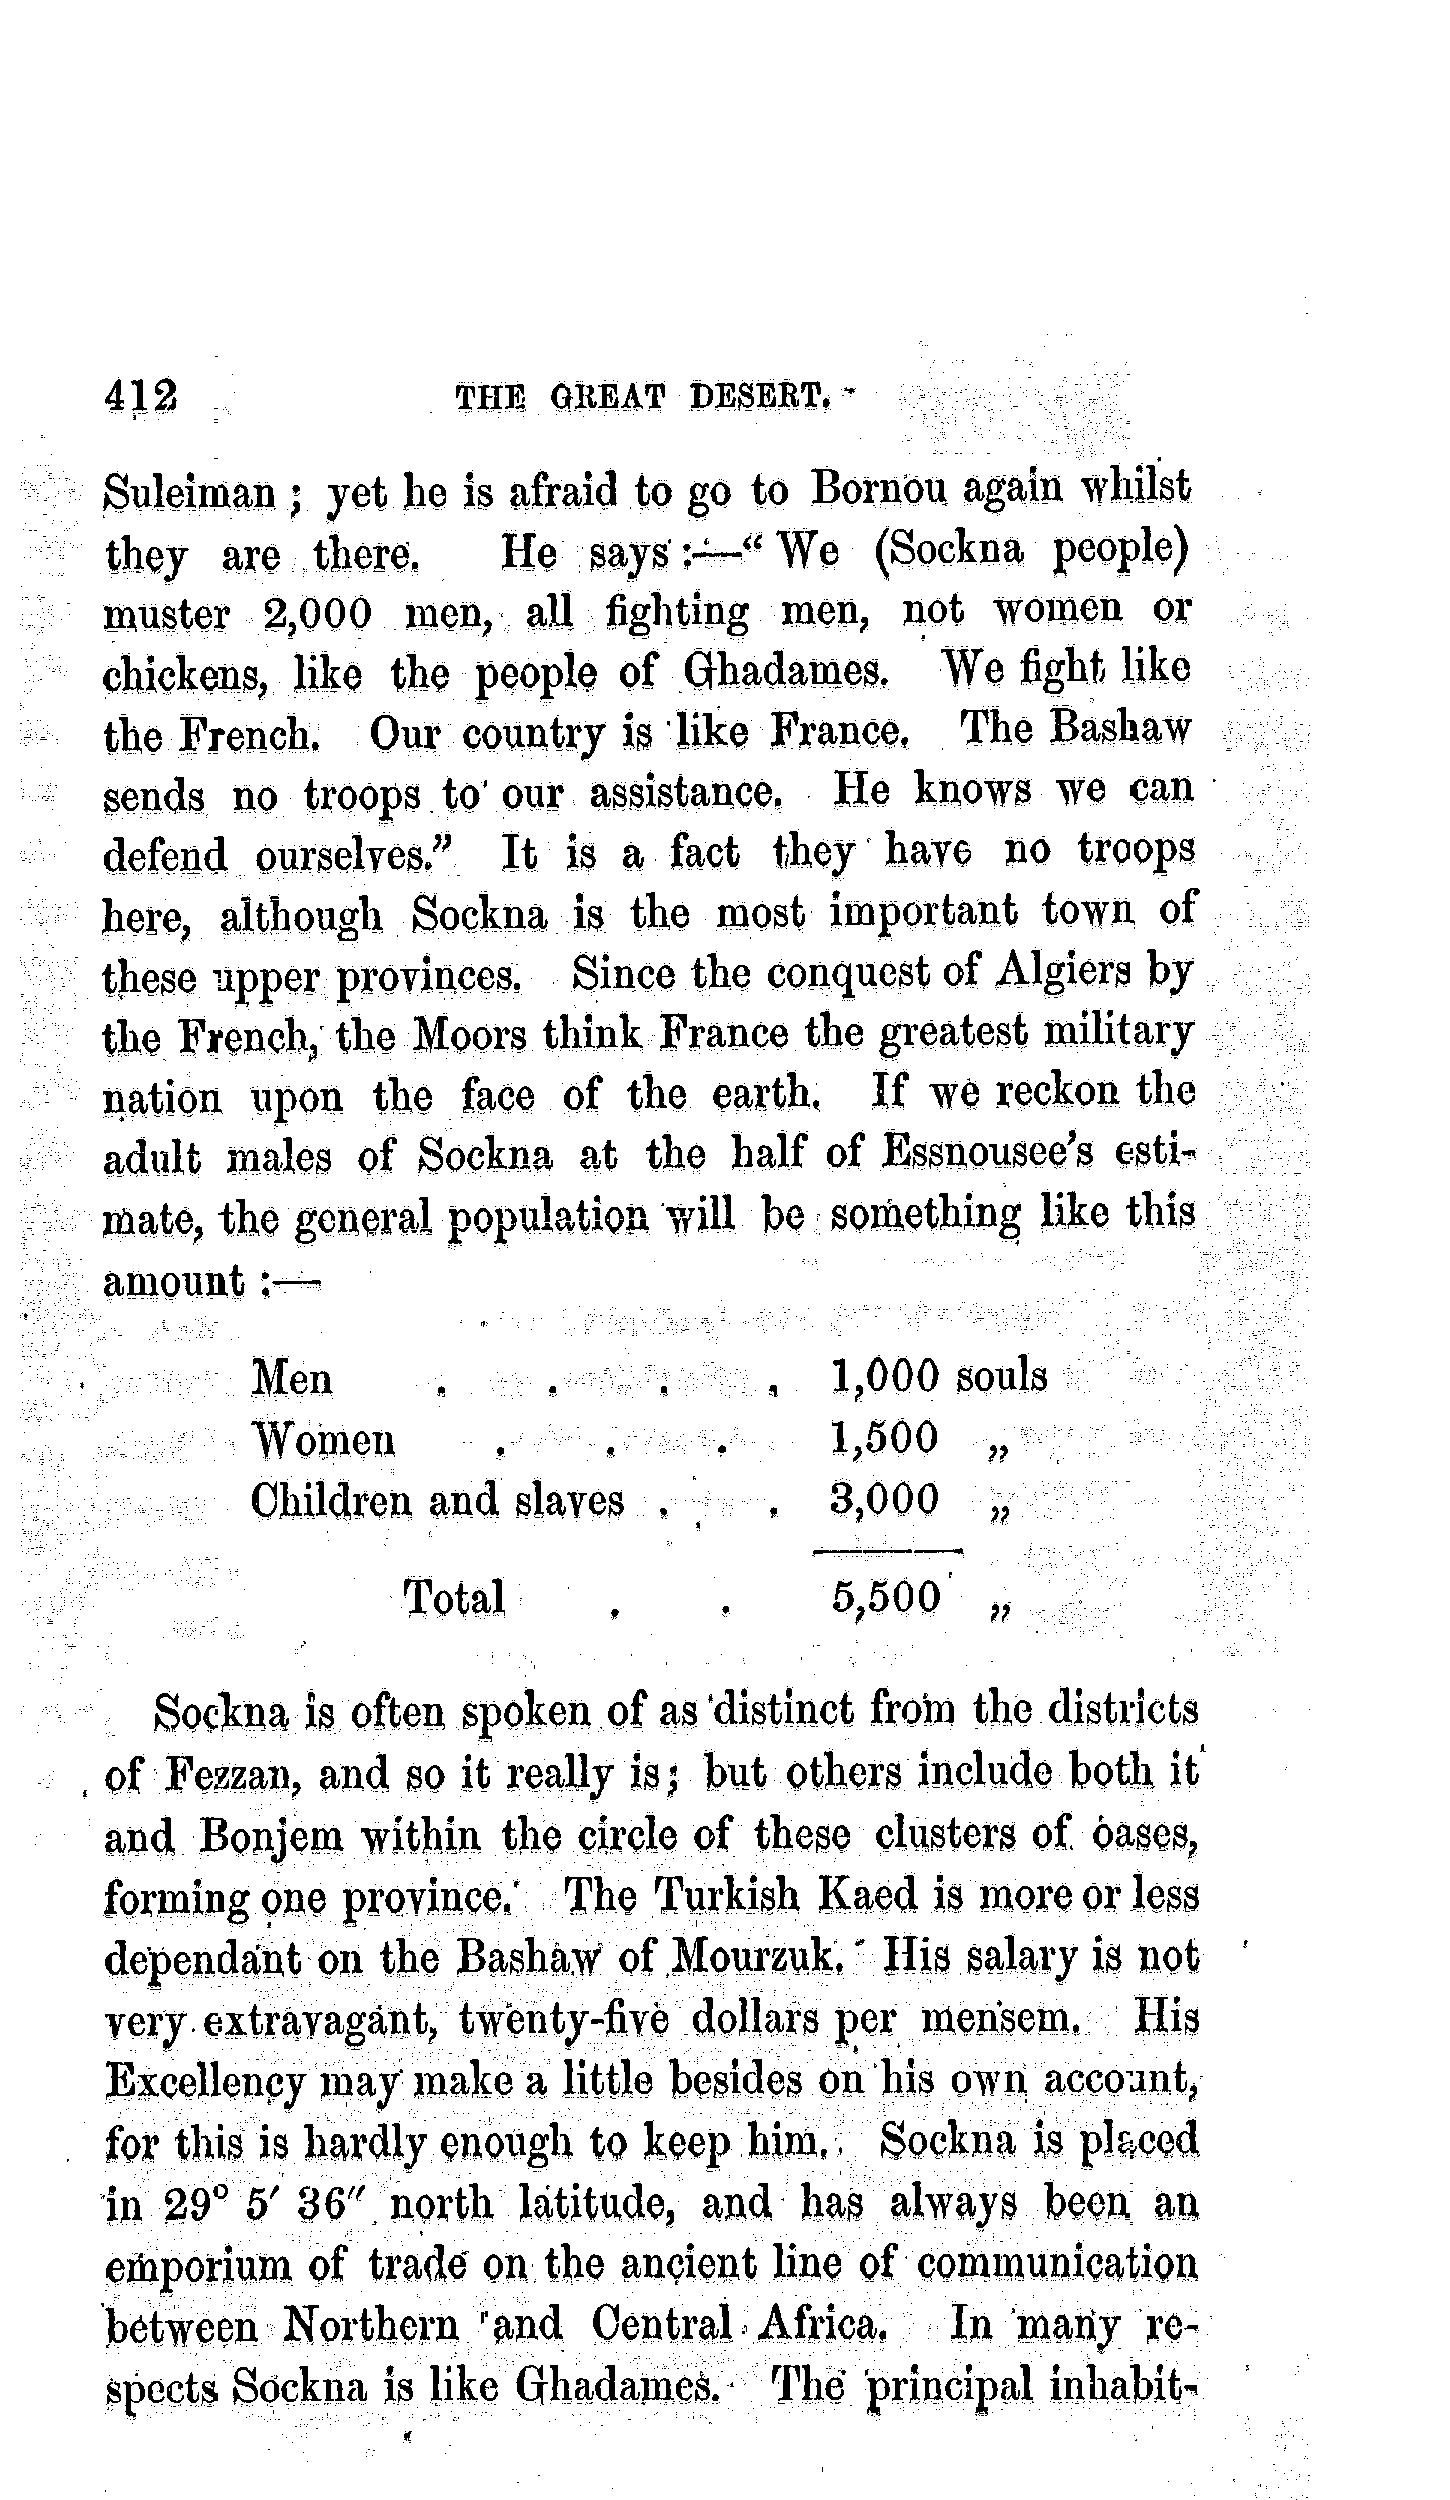 412 THE GREAT DESERT.
Suleiman ; yet he is afraid to go to Bornou again whilst
they are there. He says :—“ We (Sockna people)
muster 2,000 men, all fighting men, not women or
chickens, like the people of Ghadames. We fight like
the French. Our country is like France. The Bashaw
sends no troops to our assistance. He knows we can
defend ourselves.” It is a fact they have no troops
here, although Sockna is the most important town of
these upper provinces. Since the conquest of Algiers by
the French, the Moors think France the greatest military
nation upon the face of the earth. If we reckon the
adult males of Sockna at the half of Essnousee’s esti-
mate, the general population will be something like this
amount :—
Men . . . . 1,000 souls
Women . . . 1,500 „
Children and slaves . . 3,000 „
Total . . 5,500 „
Sockna is often spoken of as distinct from the districts
of Fezzan, and so it really is; but others include both it
and Bonjem within the circle of these clusters of oases,
forming one province. The Turkish Kaed is more or less
dependant on the Bashaw of Mourzuk. His salary is not
very extravagant, twenty-five dollars per mensem. His
Excellency may make a little besides on his own account,
for this is hardly enough to keep him. Sockna is placed
in 29° 5′ 36″ north latitude, and has always been an
emporium of trade on the ancient line of communication
between Northern and Central Africa. In many re-
spects Sockna is like Ghadames. The principal inhabit-